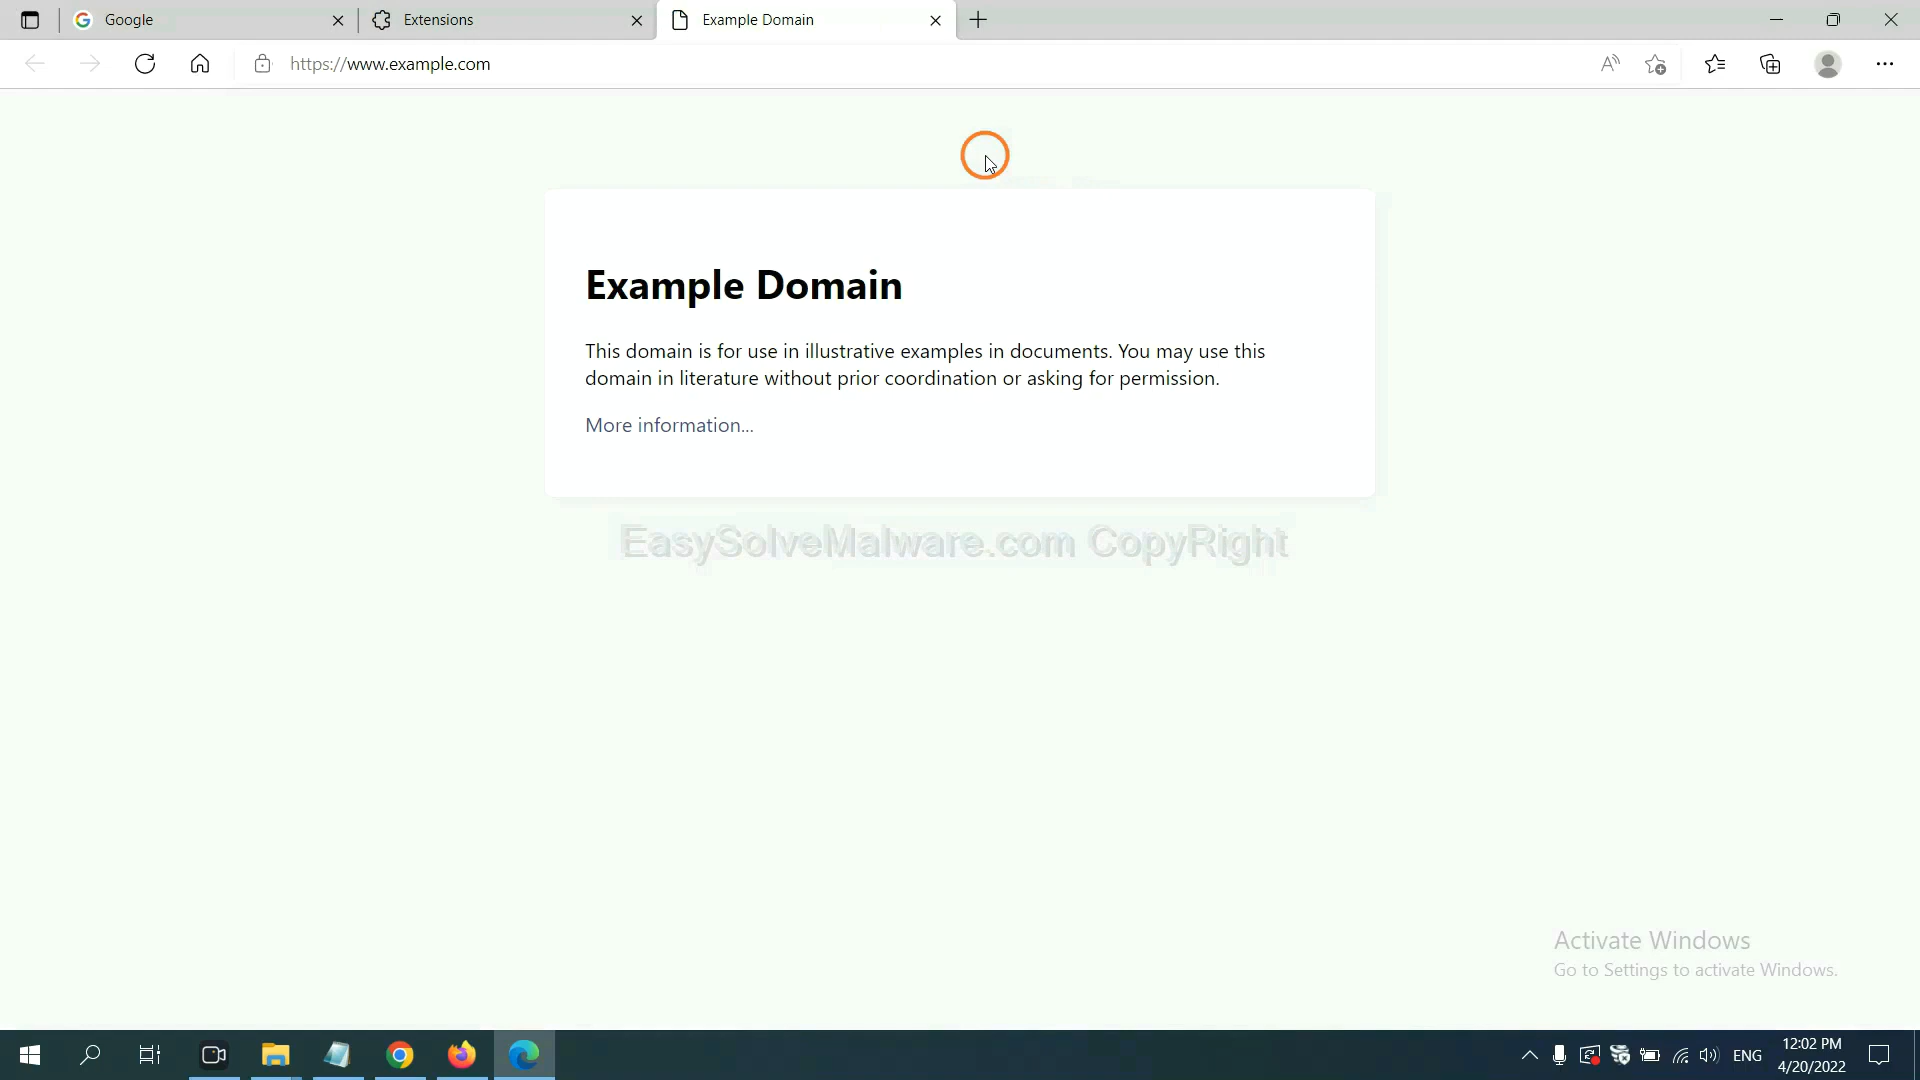 Google
Extensions
Example Domain
https://www.example.com
Example Domain
This domain is for use in illustrative examples in documents. You may use this
domain in literature without prior coordination or asking for permission.
More information...
EasySolveMalware.com CopyRight
Activate Windows
Go to Settings to activate Windows.
ENG
12:02 PM
4/20/2022